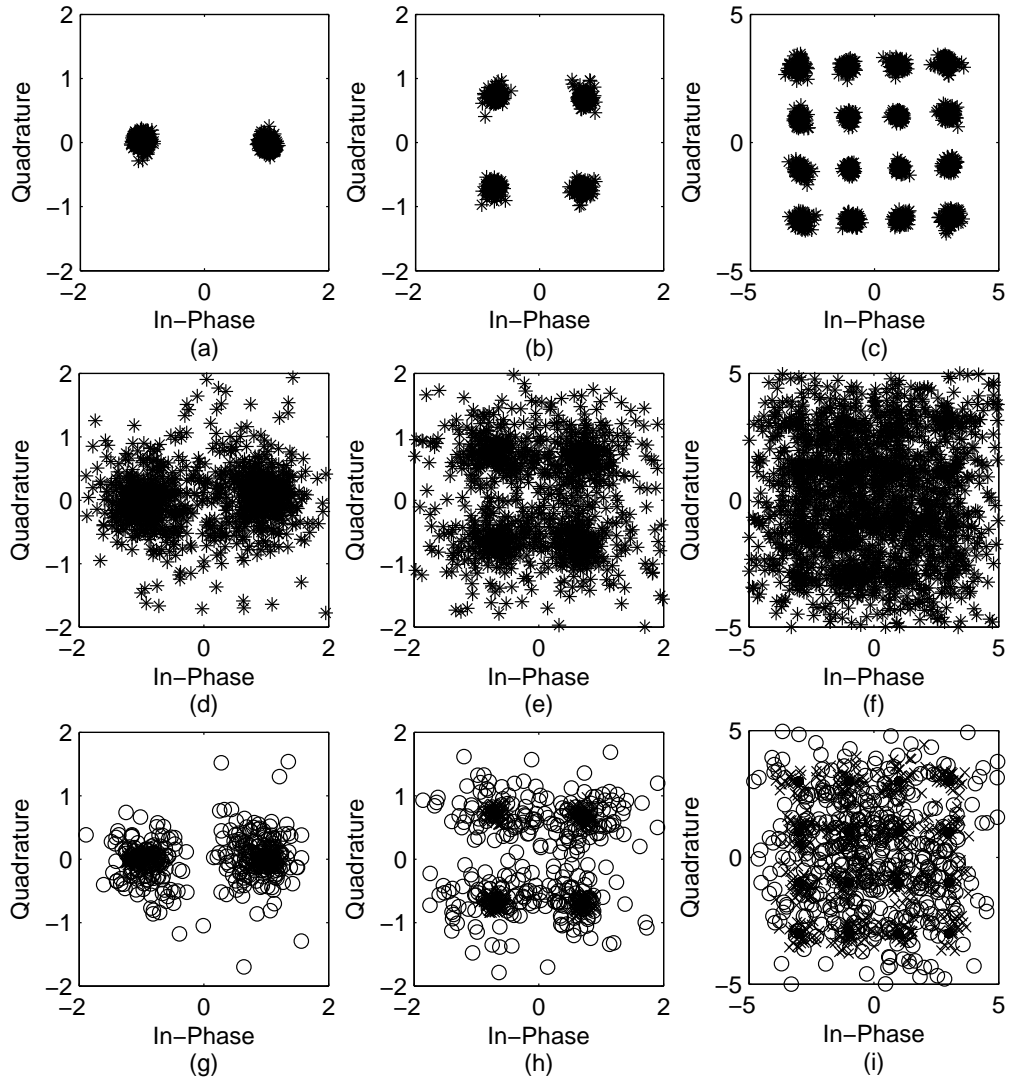 2
1
0
−1
−2
−2
0
2
Quadrature
In−Phase
(a)
2
1
0
−1
−2
−2
0
2
Quadrature
In−Phase
(b)
5
0
−5
−5
0
5
Quadrature
In−Phase
(c)
2
1
0
−1
−2
−2
0
2
Quadrature
In−Phase
(d)
2
1
0
−1
−2
−2
0
2
Quadrature
In−Phase
(e)
5
0
−5
−5
0
5
Quadrature
In−Phase
(f)
2
1
0
−1
−2
−2
0
2
Quadrature
In−Phase
(g)
2
1
0
−1
−2
−2
0
2
Quadrature
In−Phase
(h)
5
0
−5
−5
0
5
Quadrature
In−Phase
(i)